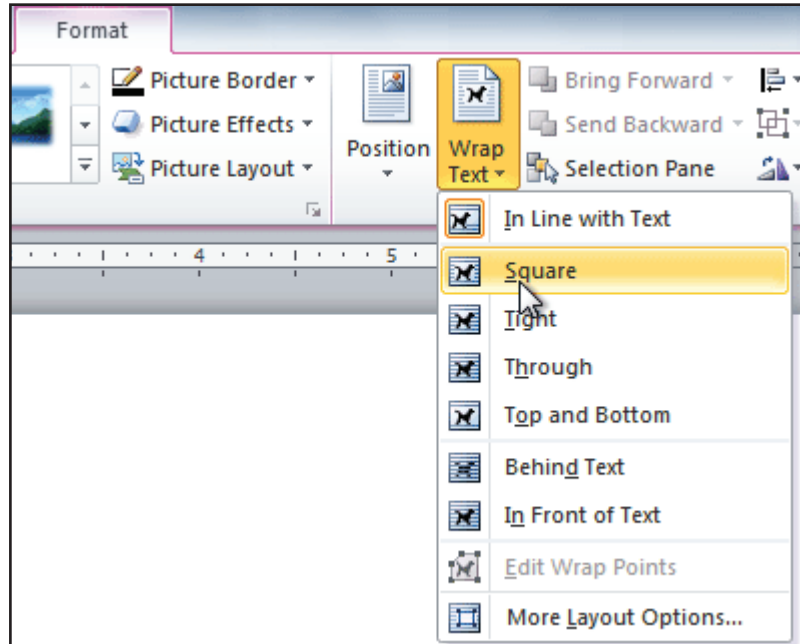 Format
Picture Border
Picture Effects
Picture Layout
Position
Wrap
Text
Bring Forward
Send Backward
Selection Pane
4
5
In Line with Text
Square
Tight
Through
Top and Bottom
Behind Text
In Front of Text
Edit Wrap Points
More Layout Options...